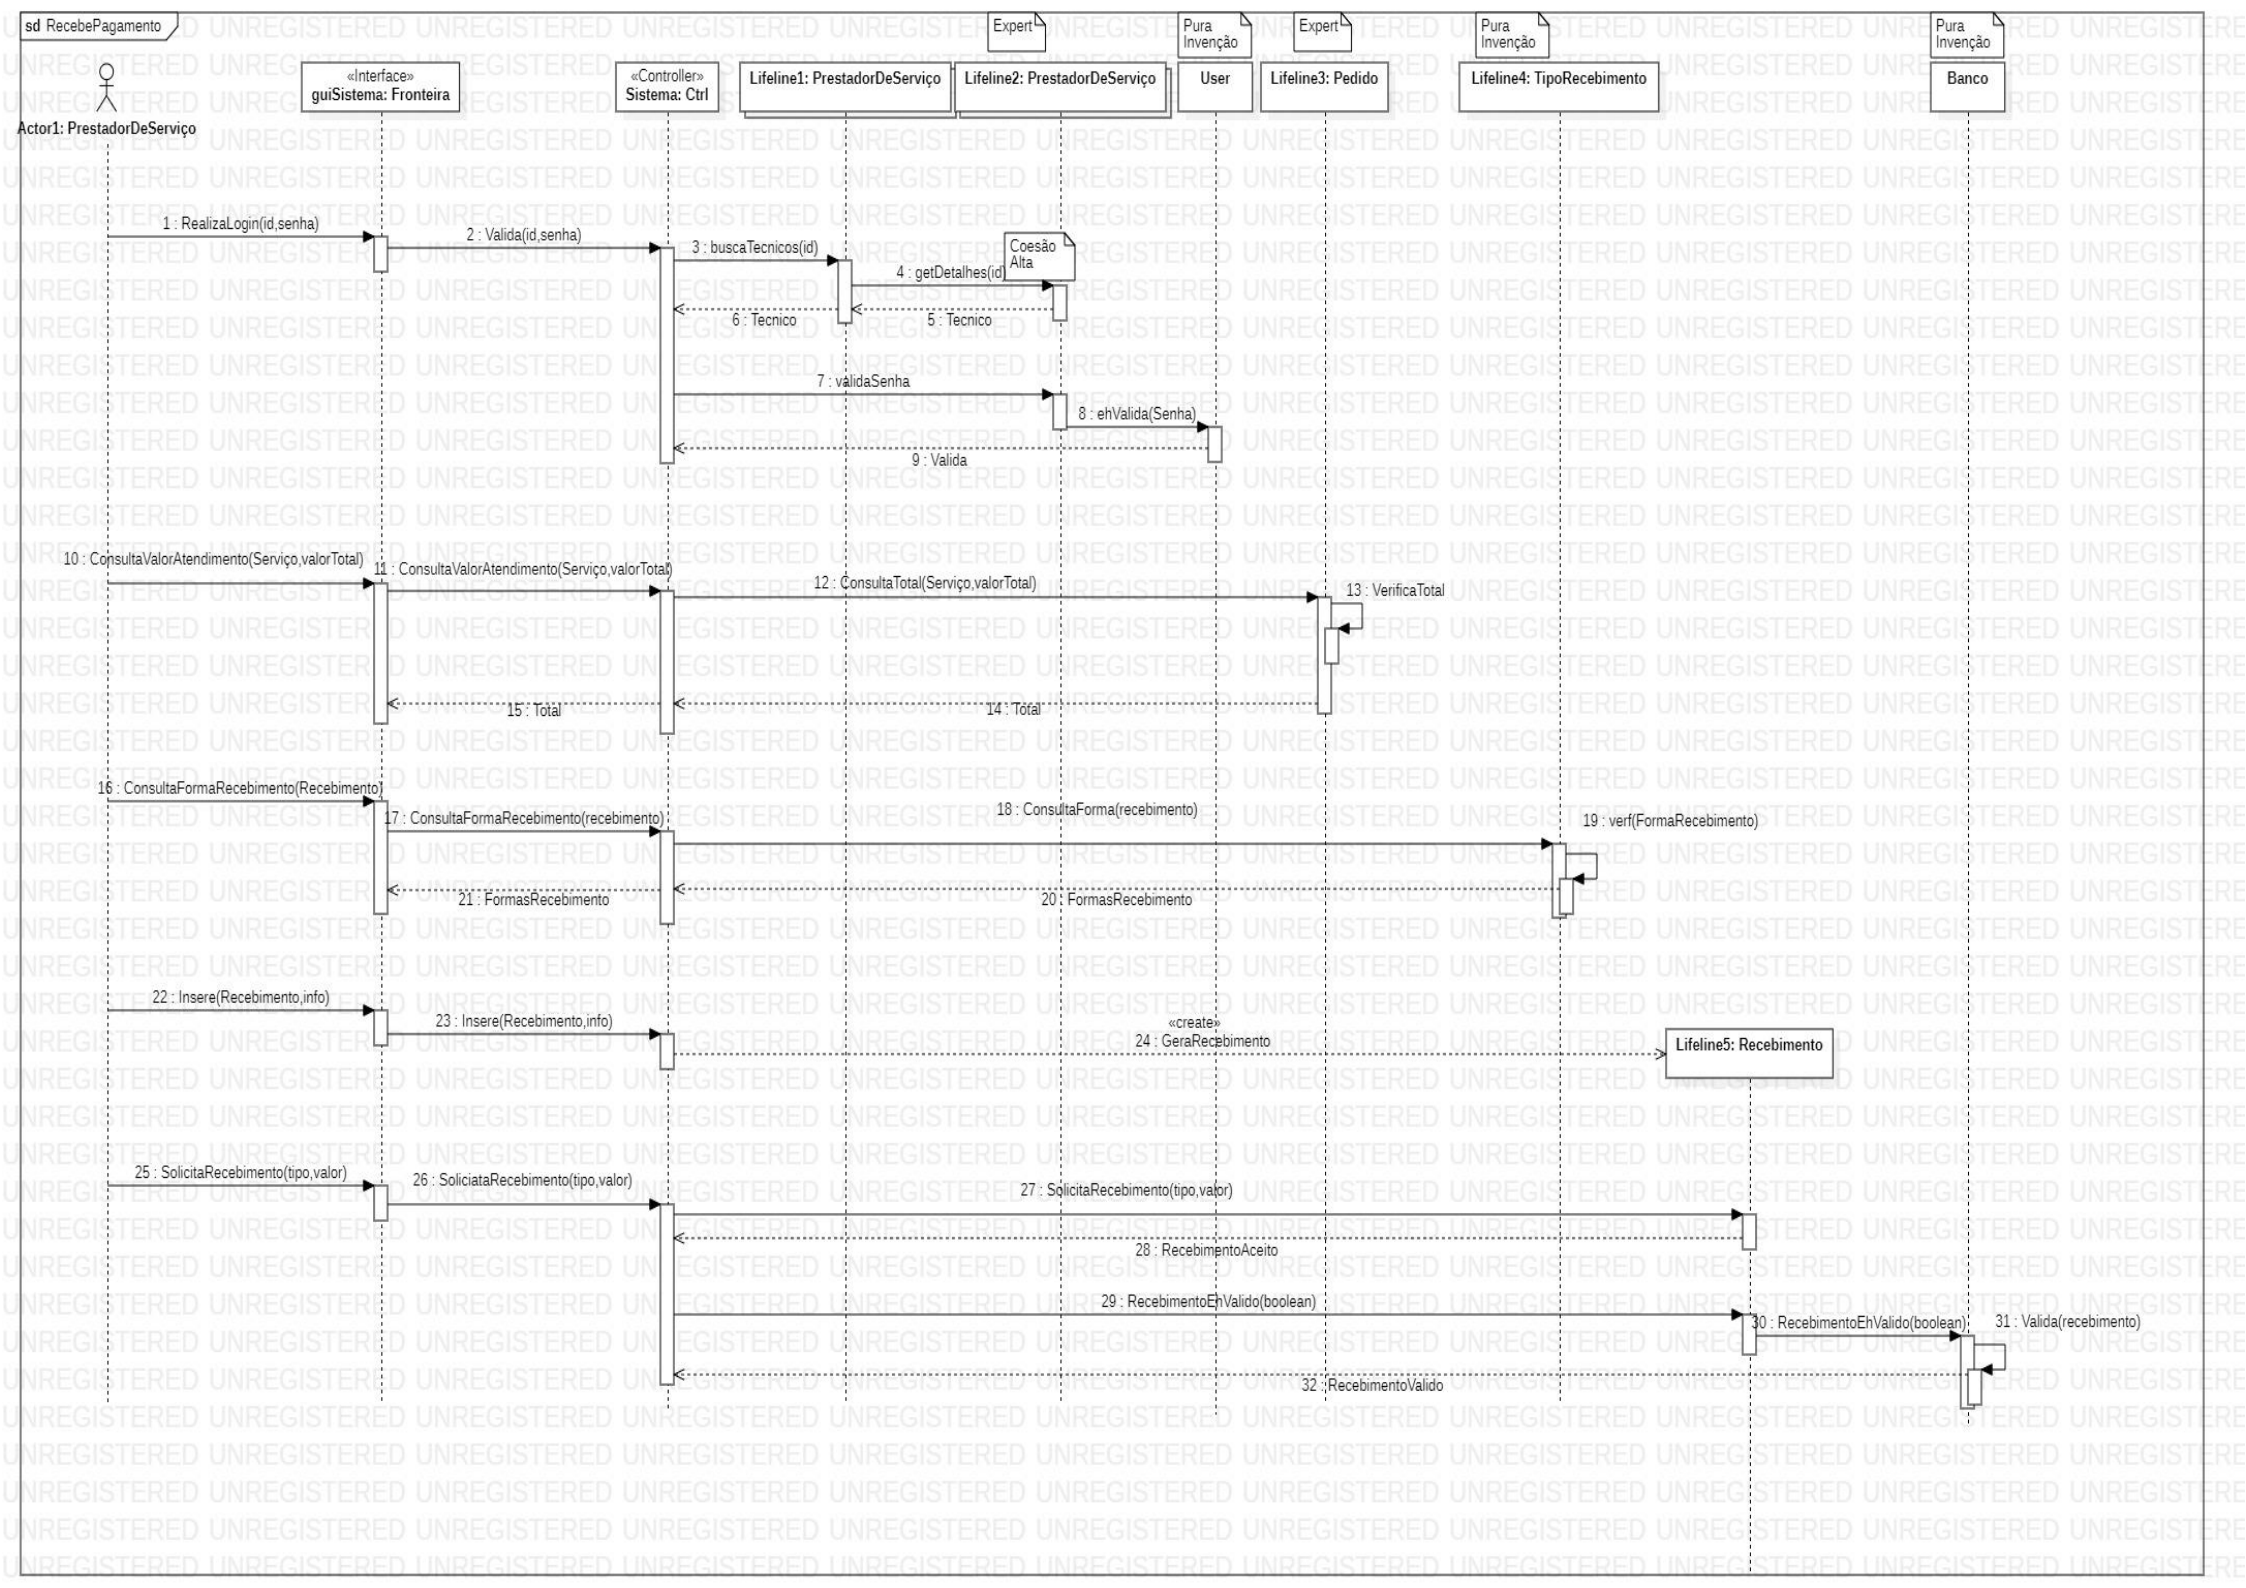 sd RecebePagamento
Expert
Pura
Invenção
Expert
Pura
Invenção
Pura
Invenção
Actor1: PrestadorDeServiço
«Interface»
guiSistema: Fronteira
«Controller»
Sistema: Ctrl
Lifeline1: PrestadorDeServiço
Lifeline2: PrestadorDeServiço
User
Lifeline3: Pedido
Lifeline4: TipoRecebimento
Banco
1 : RealizaLogin(id,senha)
2 : Valida(id,senha)
3 : buscaTecnicos(id)
Coesão
Alta
4 : getDetalhes(id)
6 : Tecnico
5 : Tecnico
7 : validaSenha
8 : ehValida(Senha)
9 : Valida
10 : ConsultaValorAtendimento(Serviço,valorTotal)
11 : ConsultaValorAtendimento(Serviço,valorTotal)
12 : ConsultaTotal(Serviço,valorTotal)
13 : VerificaTotal
15 : Total
14 : Total
16 : ConsultaFormaRecebimento(Recebimento)
17 : ConsultaFormaRecebimento(recebimento)
18 : ConsultaForma(recebimento)
19 : verf(FormaRecebimento)
21 : FormasRecebimento
20 : FormasRecebimento
22 : Insere(Recebimento,info)
23 : Insere(Recebimento,info)
«create»
24 : GeraRecebimento
Lifeline5: Recebimento
25 : SolicitaRecebimento(tipo,valor)
26 : SoliciataRecebimento(tipo,valor)
27 : SolicitaRecebimento(tipo,valor)
28 : RecebimentoAceito
29 : RecebimentoEhValido(boolean)
30 : RecebimentoEhValido(boolean)
31 : Valida(recebimento)
32 : RecebimentoValido
UNREGISTERED